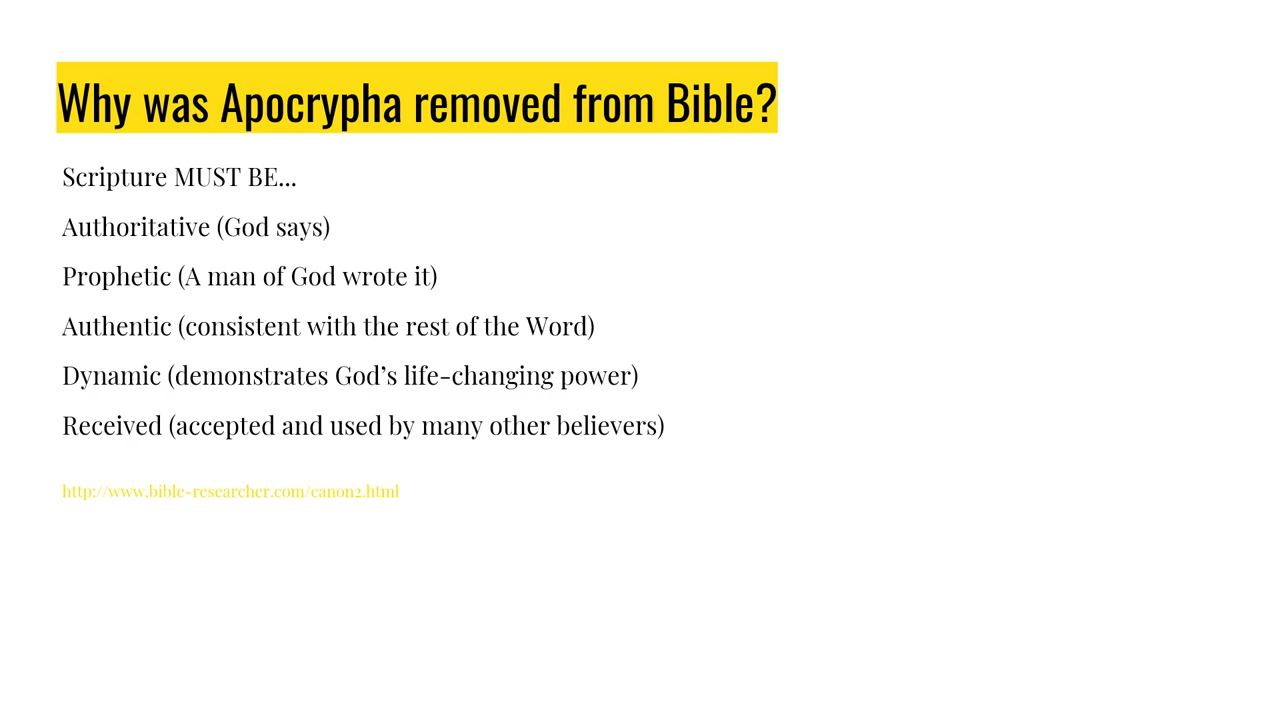 Why was Apocrypha removed from Bible?
Scripture MUST BE...
Authoritative (God says)
Prophetic (A man of God wrote it)
Authentic (consistent with the rest of the Word)
Dynamic (demonstrates God’s life-changing power)
Received (accepted and used by many other believers)
http://www.bible-researcher.com/canon2.html